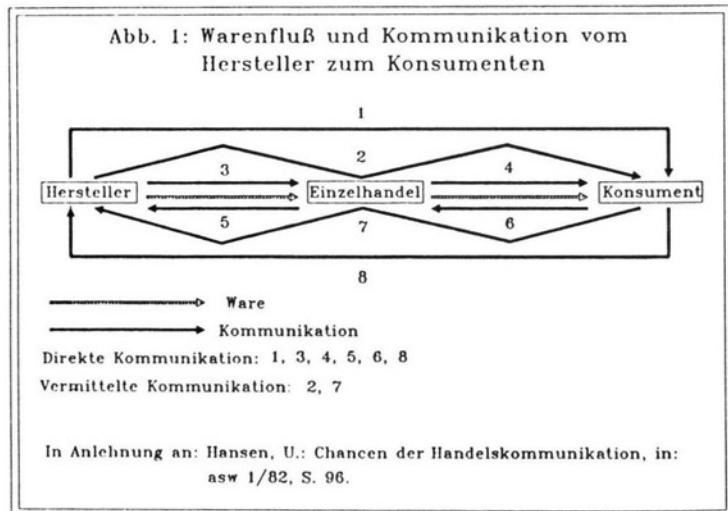 Abb. 1: Warenfluß und Kommunikation vom
Hersteller zum Konsumenten
1
2
3
4
Hersteller
Einzelhandel
Konsument
5
7
6
8
Ware
Kommunikation
Direkte Kommunikation: 1, 3, 4, 5, 6, 8
Vermittelte Kommunikation: 2, 7
In Anlehnung an: Hansen, U.: Chancen der Handelskommunikation, in:
asw 1/82, S. 96.